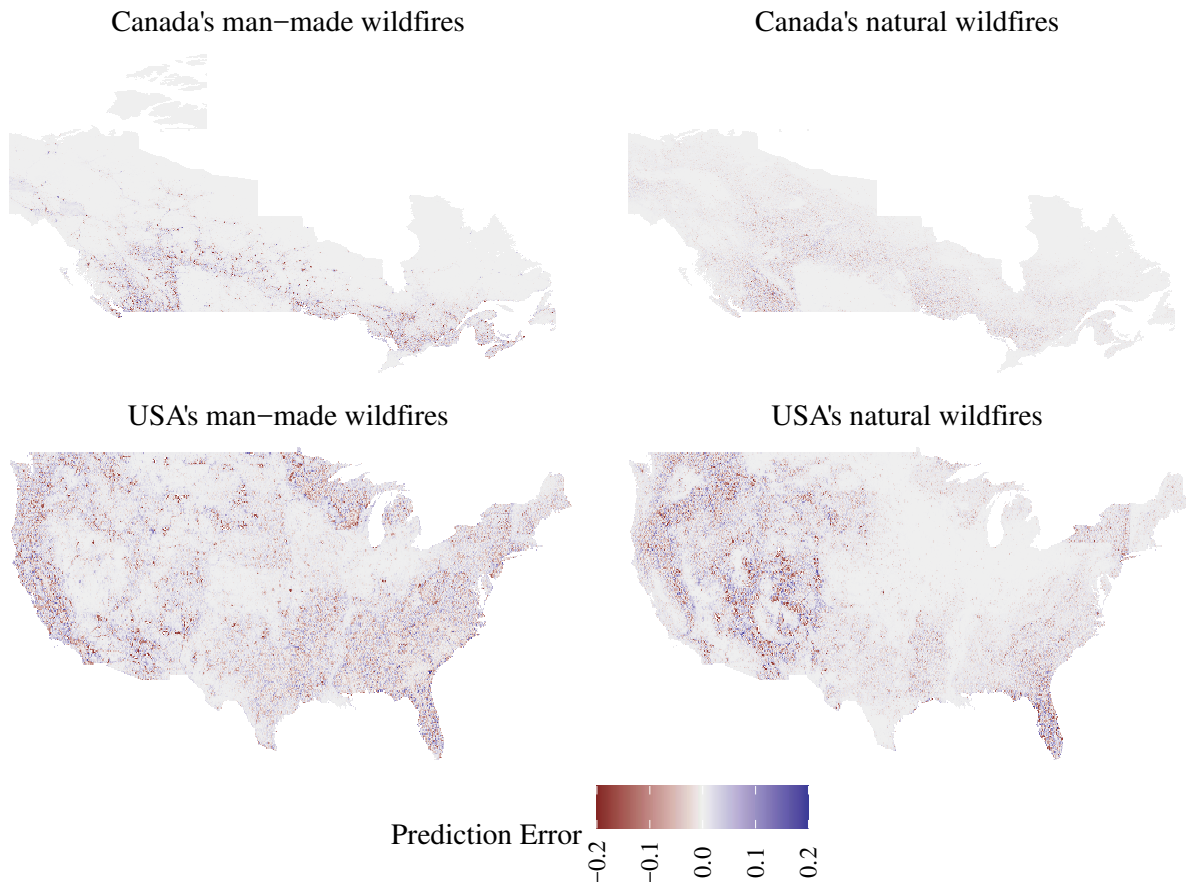 Canada's man−made wildfires
Canada's natural wildfires
USA's man−made wildfires
USA's natural wildfires
Prediction Error
−0.2
−0.1
0.0
0.1
0.2